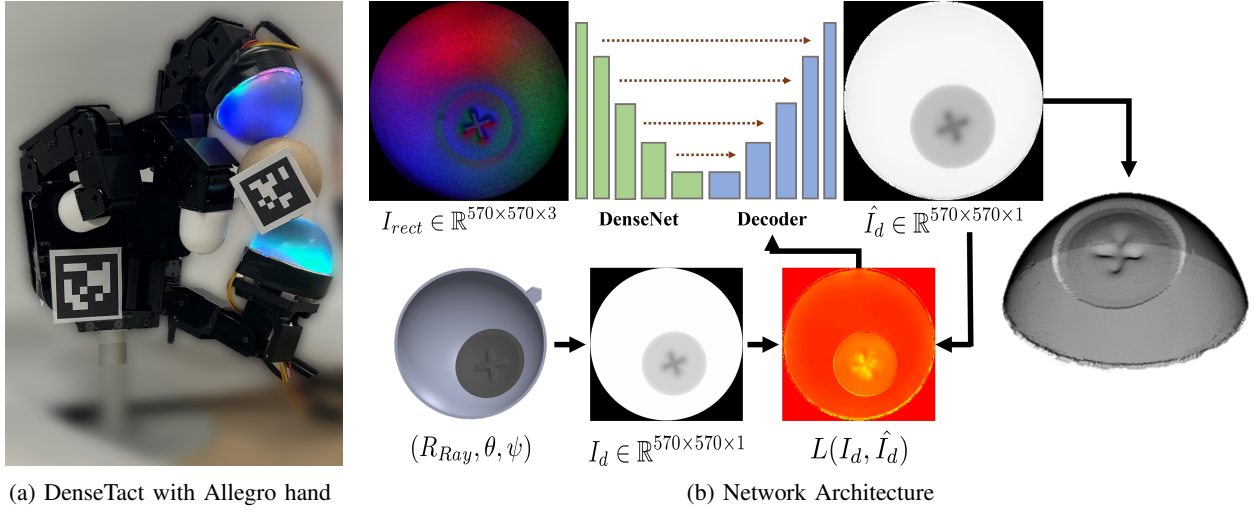 I_{rect} ∈ ℝ^{570×570×3}
DenseNet
Decoder
Î_d ∈ ℝ^{570×570×1}
(R_{Ray}, θ, ψ)
I_d ∈ ℝ^{570×570×1}
L(I_d, Î_d)
(a) DenseTact with Allegro hand
(b) Network Architecture